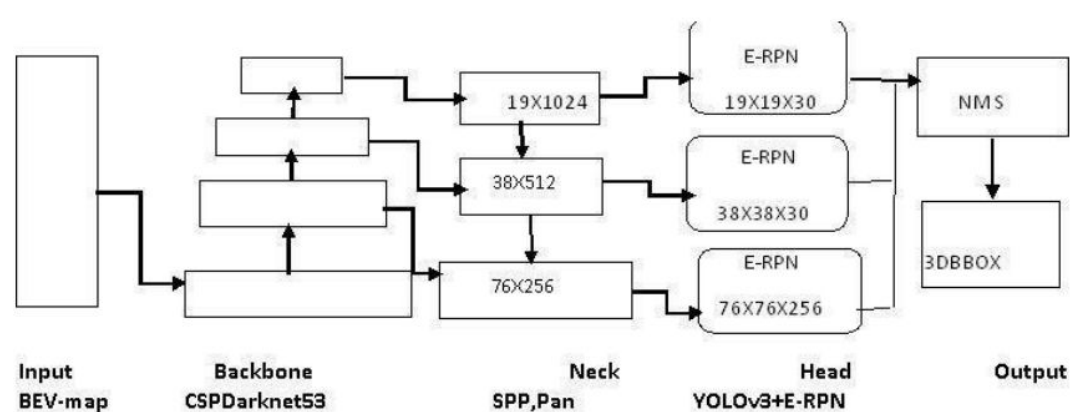 E-RPN
19X19X30
19X1024
NMS
E-RPN
38X512
38X38X30
E-RPN
3DBBOX
76X256
76X76X256
Input Backbone Neck Head Output
BEV-map CSPDarknet53 SPP,Pan YOLOv3+E-RPN